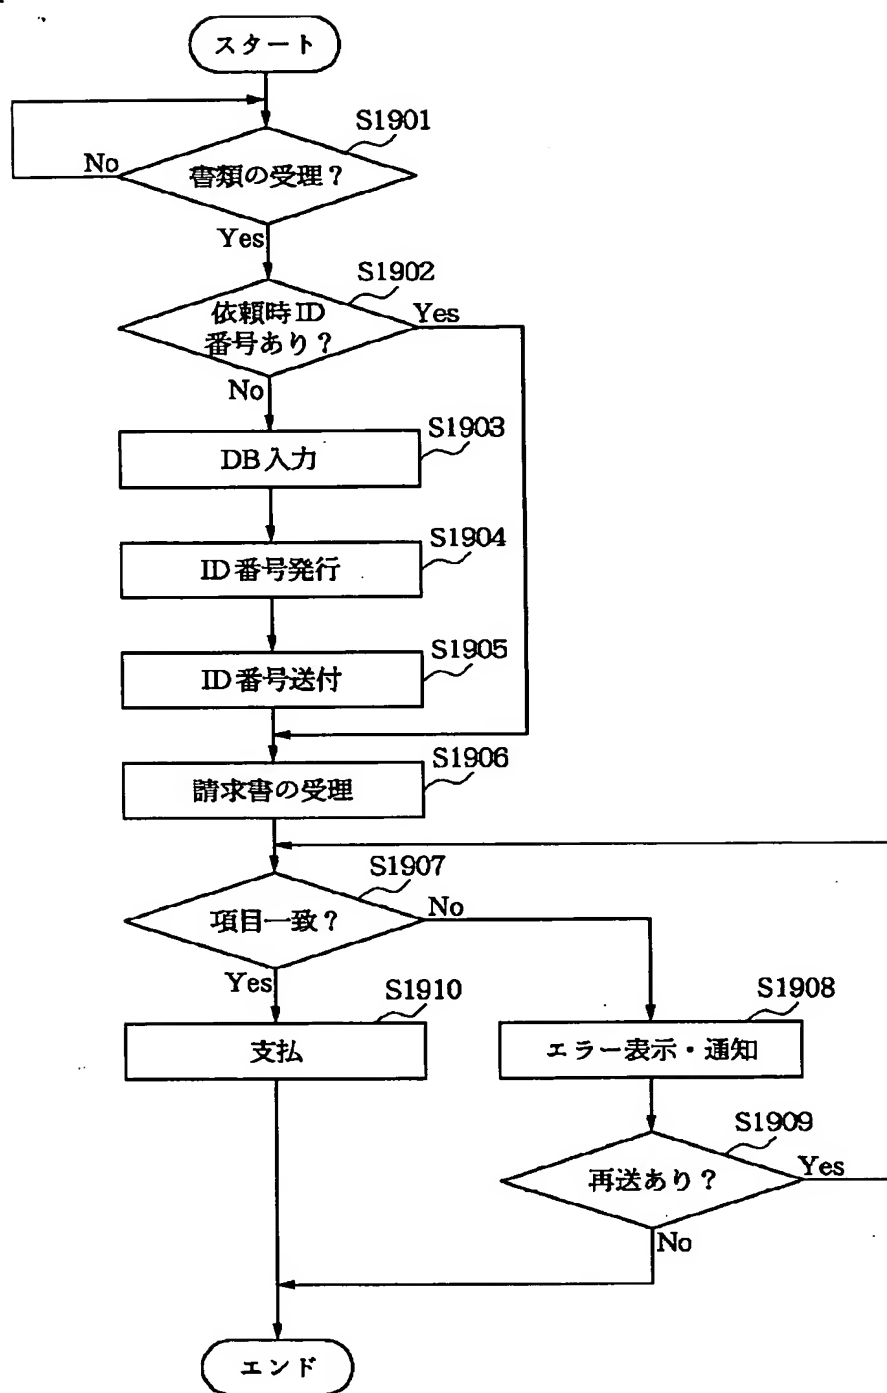 スタート
S1901
No
書類の受理？
Yes
S1902
依頼時ID
番号あり？
Yes
No
S1903
DB入力
S1904
ID番号発行
S1905
ID番号送付
S1906
請求書の受理
S1907
項目一致？
No
Yes
S1910
支払
S1908
エラー表示・通知
S1909
再送あり？
Yes
No
エンド